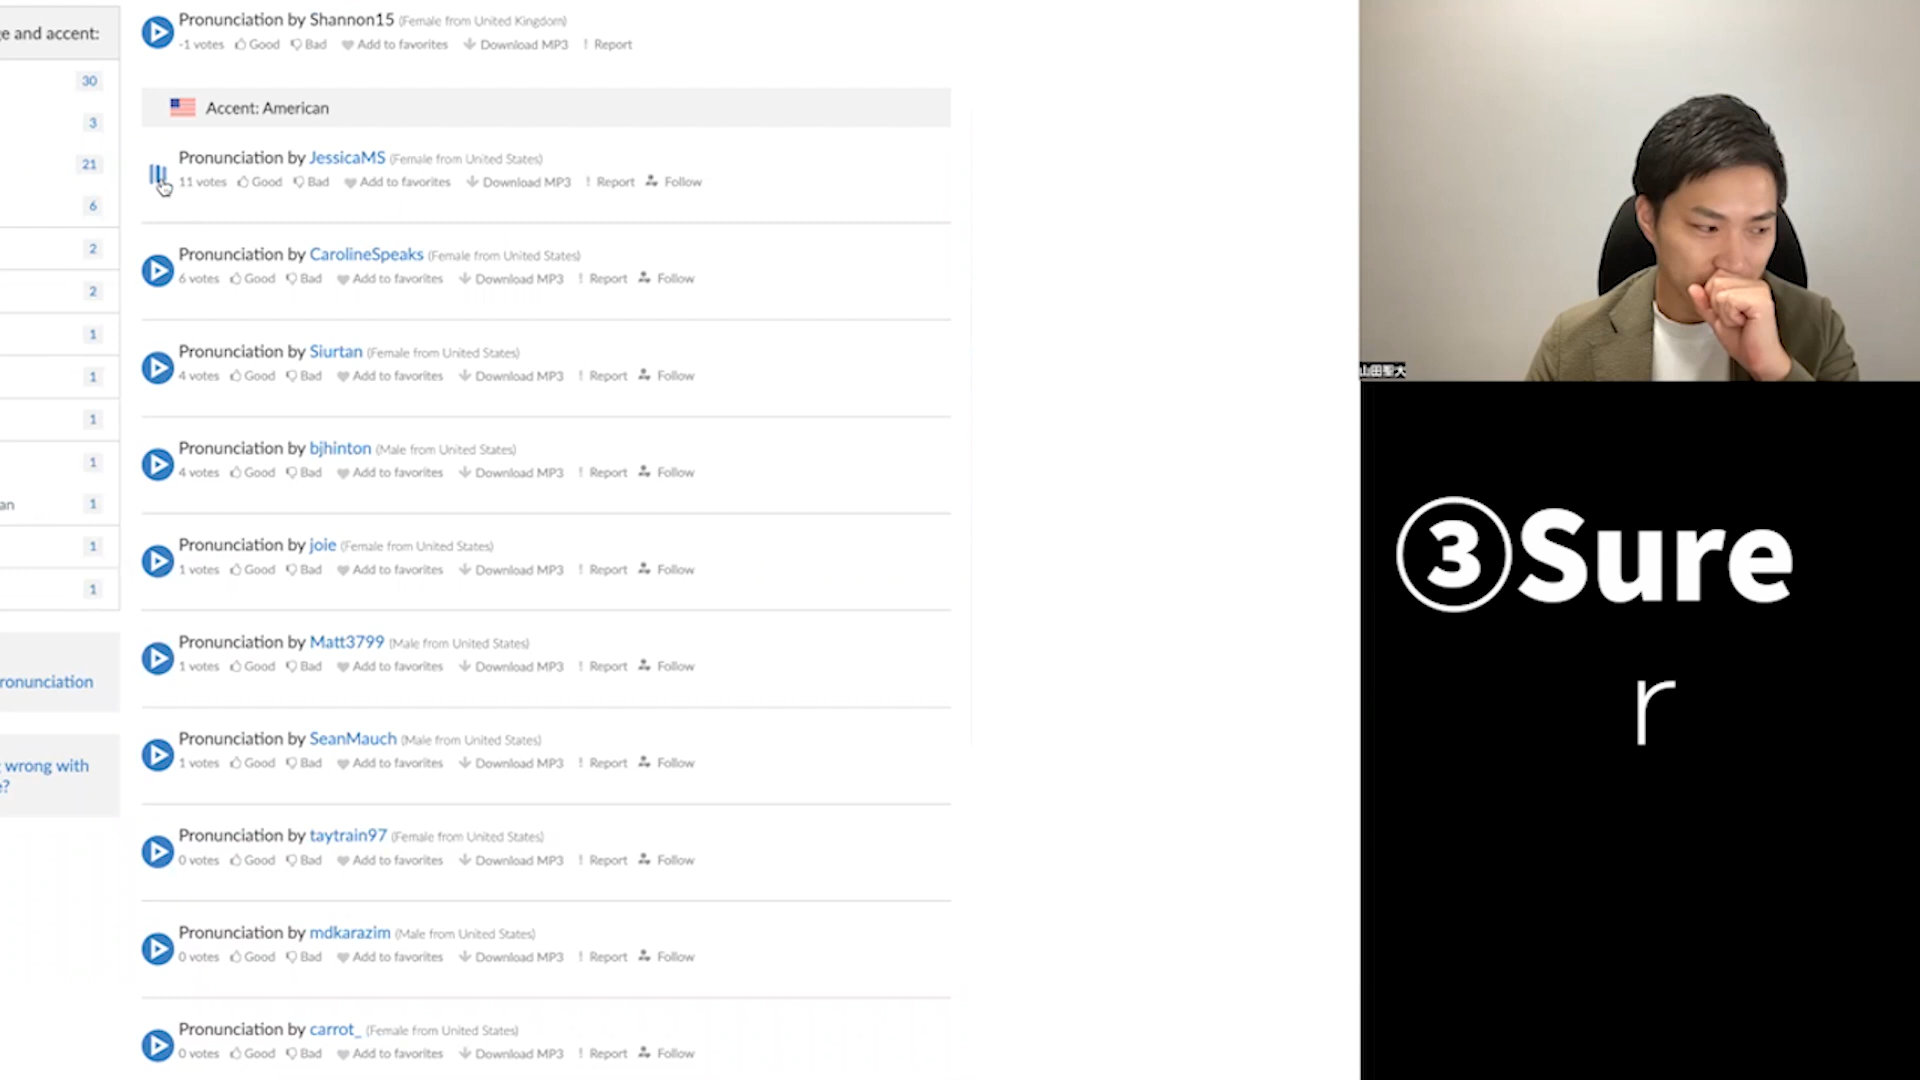 ge and accent:
30
3
21
6
2
2
1
1
1
1
an
1
1
1
ronunciation
wrong with
e?
Pronunciation by Shannon15 (Female from United Kingdom)
-1 votes Good Bad Add to favorites Download MP3 ! Report
Accent: American
Pronunciation by JessicaMS (Female from United States)
11 votes Good Bad Add to favorites Download MP3 ! Report Follow
Pronunciation by CarolineSpeaks (Female from United States)
6 votes Good Bad Add to favorites Download MP3 ! Report Follow
Pronunciation by Siurtan (Female from United States)
4 votes Good Bad Add to favorites Download MP3 ! Report Follow
Pronunciation by bjhinton (Male from United States)
4 votes Good Bad Add to favorites Download MP3 ! Report Follow
Pronunciation by joie (Female from United States)
1 votes Good Bad Add to favorites Download MP3 ! Report Follow
Pronunciation by Matt3799 (Male from United States)
1 votes Good Bad Add to favorites Download MP3 ! Report Follow
Pronunciation by SeanMauch (Male from United States)
1 votes Good Bad Add to favorites Download MP3 ! Report Follow
Pronunciation by taytrain97 (Female from United States)
0 votes Good Bad Add to favorites Download MP3 ! Report Follow
Pronunciation by mdkarazim (Male from United States)
0 votes Good Bad Add to favorites Download MP3 ! Report Follow
Pronunciation by carrot_ (Female from United States)
0 votes Good Bad Add to favorites Download MP3 ! Report Follow
③Sure
r